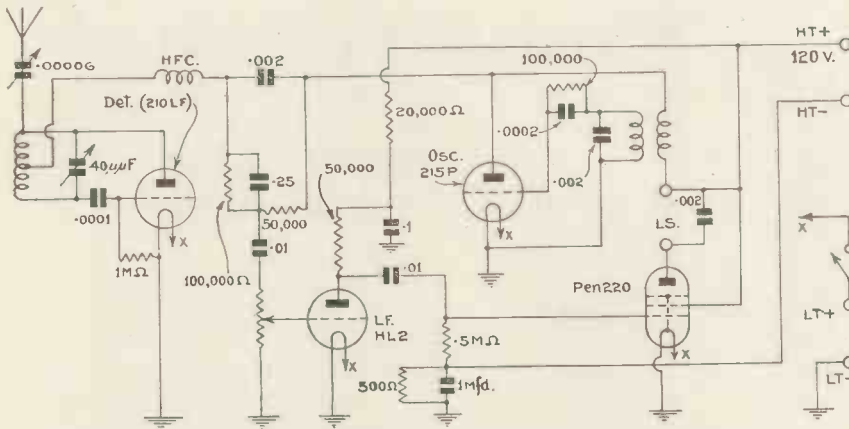 .00006
HFC.
.002
100,000
HT+
120 V.
Det. (210LF)
20,000Ω
HT-
.0002
40μμF
50,000
OSC.
215P
.25
.002
.002
.0001
50,000
.1
LS.
X
X
X
.01
.01
1MΩ
100,000Ω
Pen220
LF.
HL2
LT+
.5MΩ
X
X
500Ω
1Mfd.
LT-